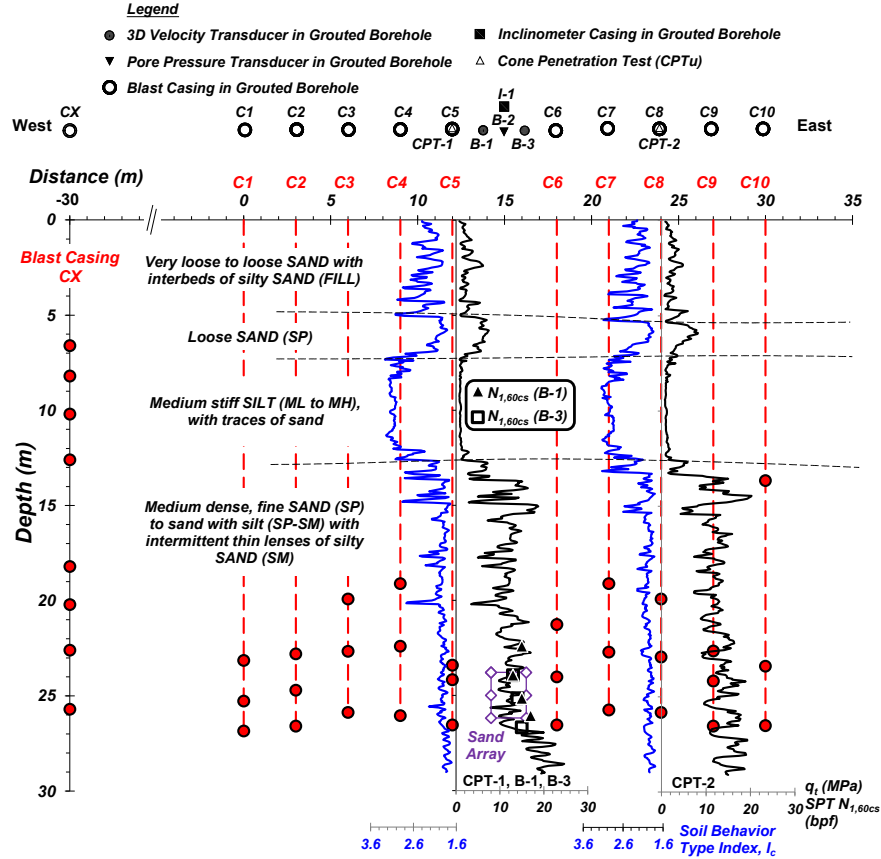 Legend
3D Velocity Transducer in Grouted Borehole
Inclinometer Casing in Grouted Borehole
Pore Pressure Transducer in Grouted Borehole
Cone Penetration Test (CPTu)
Blast Casing in Grouted Borehole
I-1
CX C1 C2 C3 C4 C5 B-2 C6 C7 C8 C9 C10
West East
CPT-1 B-1 B-3 CPT-2
Distance (m) C1 C2 C3 C4 C5 C6 C7 C8 C9 C10
-30 0 5 10 15 20 25 30 35
0
Blast Casing
CX
Very loose to loose SAND with
interbeds of silty SAND (FILL)
5
Loose SAND (SP)
Medium stiff SILT (ML to MH),
with traces of sand
N1,60cs (B-1)
N1,60cs (B-3)
10
Depth (m)
15
Medium dense, fine SAND (SP)
to sand with silt (SP-SM) with
intermittent thin lenses of silty
SAND (SM)
20
25
Sand
Array
CPT-1, B-1, B-3
CPT-2
30
qt (MPa)
SPT N1,60cs
(bpf)
0 10 20 30
0 10 20 30
Soil Behavior
Type Index, Ic
3.6 2.6 1.6
3.6 2.6 1.6